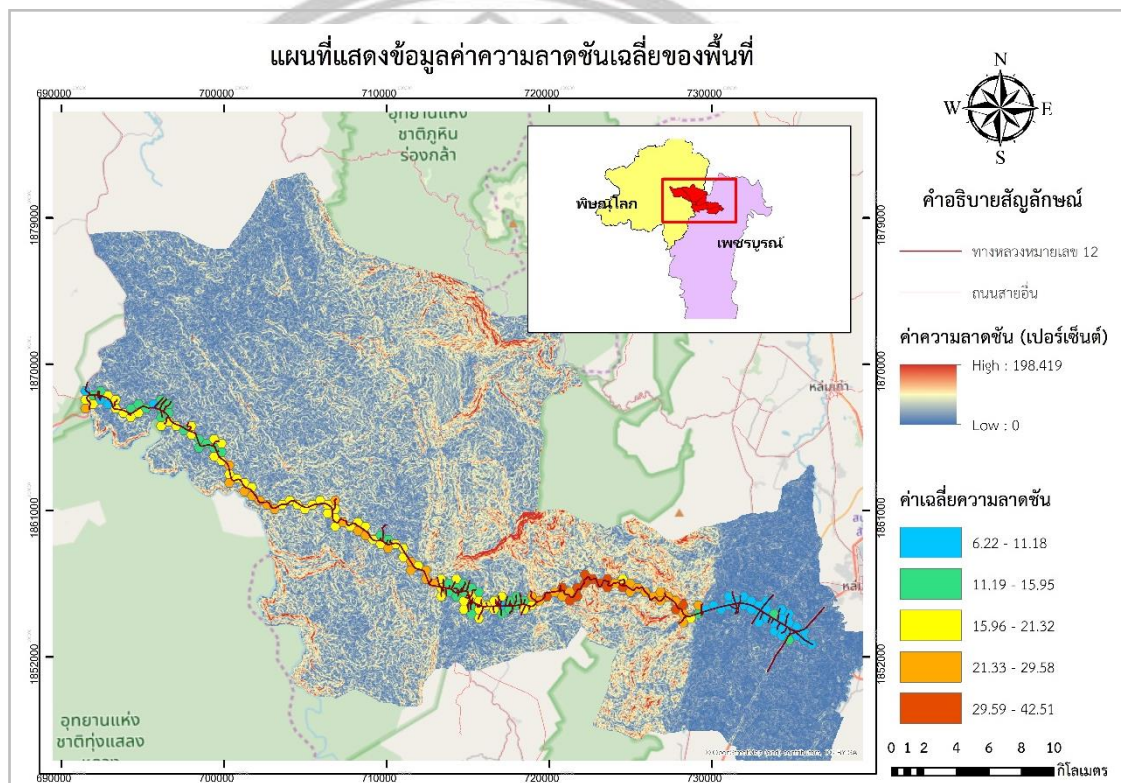 แผนที่แสดงข้อมูลค่าความลาดชันเฉลี่ยของพื้นที่
690000 700000 710000 720000 730000
N
W E
S
อุทยานแห่ง
ชาติภูหิน
ร่องกล้า
พิษณุโลก
เพชรบูรณ์
คำอธิบายสัญลักษณ์
ทางหลวงหมายเลข 12
ถนนสายอื่น
ค่าความลาดชัน (เปอร์เซ็นต์)
High : 198.419
Low : 0
ค่าเฉลี่ยความลาดชัน
6.22 - 11.18
11.19 - 15.95
15.96 - 21.32
21.33 - 29.58
29.59 - 42.51
0 1 2 4 6 8 10
กิโลเมตร
1879000
1870000
1861000
1852000
1879000
1870000
1861000
1852000
หล่มเก่า
อุทยานแห่ง
ชาติทุ่งแสลง
690000 700000 710000 720000 730000